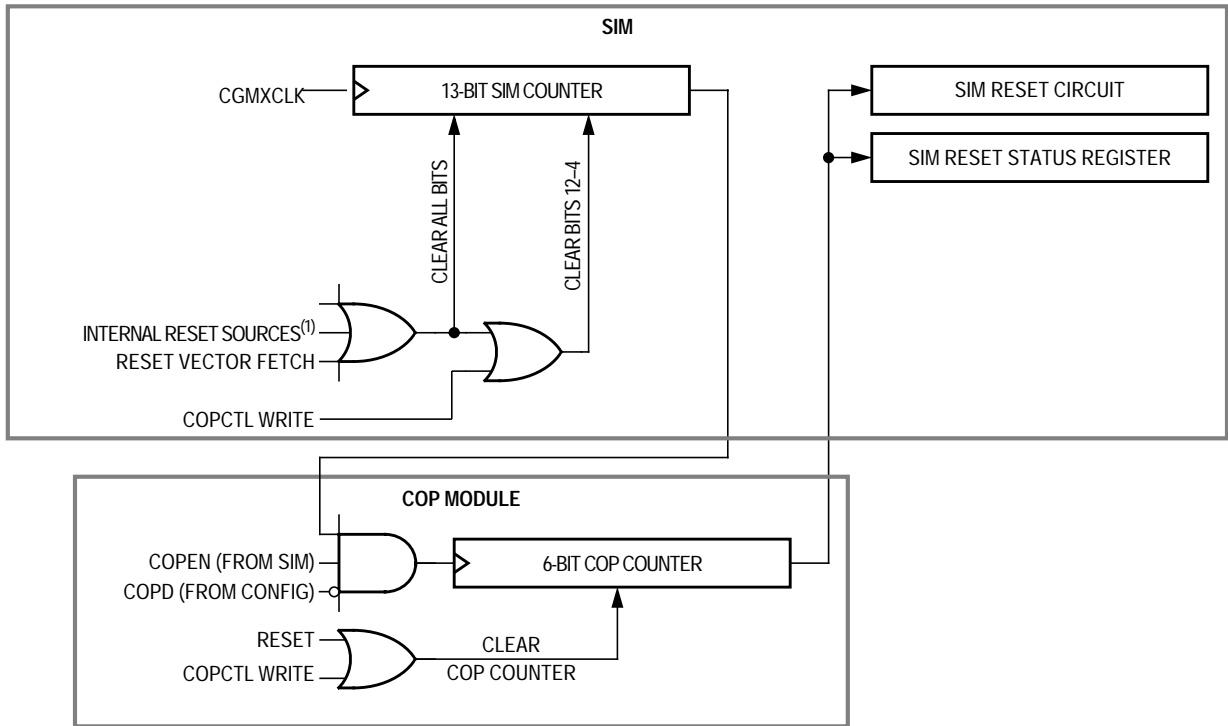 SIM
CGMXCLK
13-BIT SIM COUNTER
SIM RESET CIRCUIT
SIM RESET STATUS REGISTER
CLEAR ALL BITS
CLEAR BITS 12–4
INTERNAL RESET SOURCES(1)
RESET VECTOR FETCH
COPCTL WRITE
COP MODULE
COPEN (FROM SIM)
COPD (FROM CONFIG)
6-BIT COP COUNTER
RESET
COPCTL WRITE
CLEAR
COP COUNTER